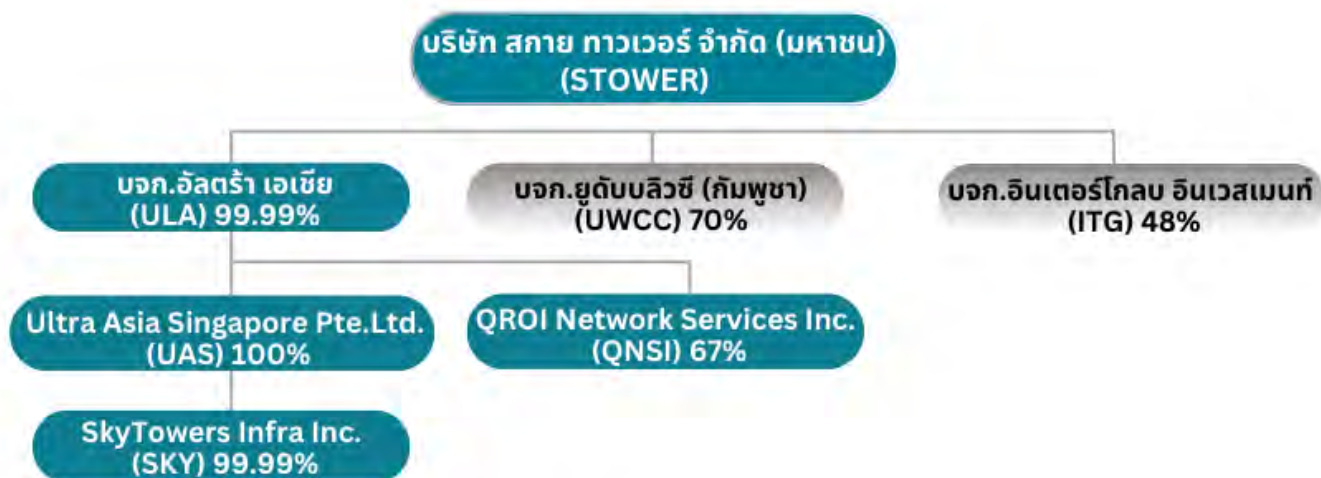 บริษัท สกาย ทาวเวอร์ จำกัด (มหาชน)
(STOWER)
บจก.อัลตร้า เอเชีย
(ULA) 99.99%
บจก.ยูดับบลิวซี (กัมพูชา)
(UWCC) 70%
บจก.อินเตอร์โกลบ อินเวสเมนท์
(ITG) 48%
Ultra Asia Singapore Pte.Ltd.
(UAS) 100%
QROI Network Services Inc.
(QNSI) 67%
SkyTowers Infra Inc.
(SKY) 99.99%